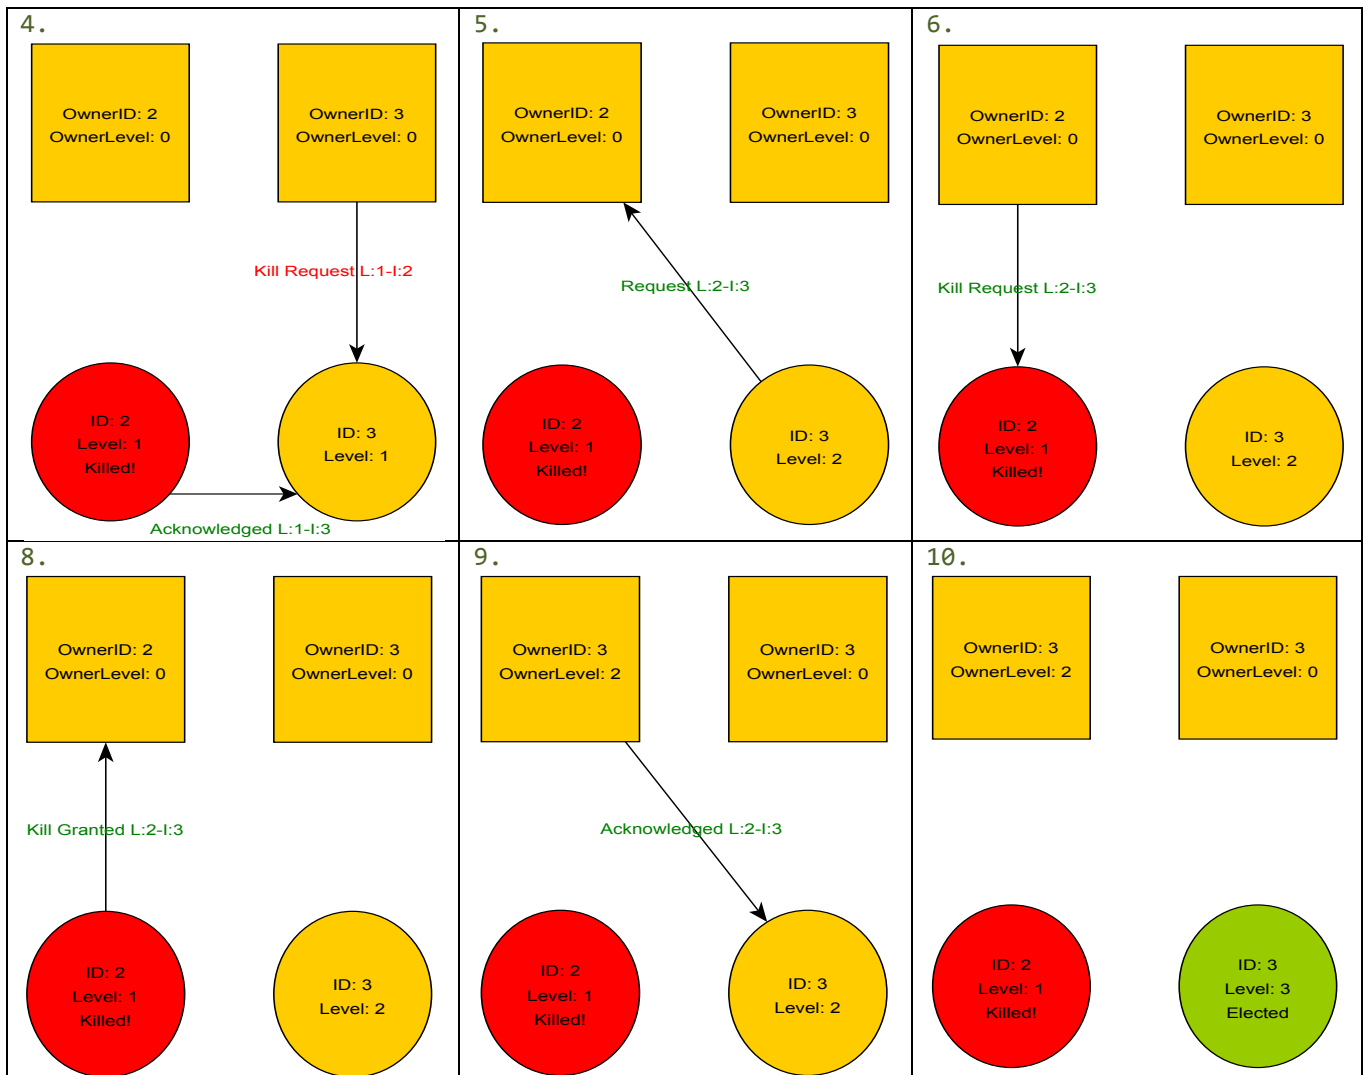 4.
OwnerID: 2
OwnerLevel: 0
OwnerID: 3
OwnerLevel: 0
Kill Request L:1-I:2
ID: 2
Level: 1
Killed!
ID: 3
Level: 1
Acknowledged L:1-I:3
5.
OwnerID: 2
OwnerLevel: 0
OwnerID: 3
OwnerLevel: 0
Request L:2-I:3
ID: 2
Level: 1
Killed!
ID: 3
Level: 2
6.
OwnerID: 2
OwnerLevel: 0
OwnerID: 3
OwnerLevel: 0
Kill Request L:2-I:3
ID: 2
Level: 1
Killed!
ID: 3
Level: 2
8.
OwnerID: 2
OwnerLevel: 0
OwnerID: 3
OwnerLevel: 0
Kill Granted L:2-I:3
ID: 2
Level: 1
Killed!
ID: 3
Level: 2
9.
OwnerID: 3
OwnerLevel: 2
OwnerID: 3
OwnerLevel: 0
Acknowledged L:2-I:3
ID: 2
Level: 1
Killed!
ID: 3
Level: 2
10.
OwnerID: 3
OwnerLevel: 2
OwnerID: 3
OwnerLevel: 0
ID: 2
Level: 1
Killed!
ID: 3
Level: 3
Elected